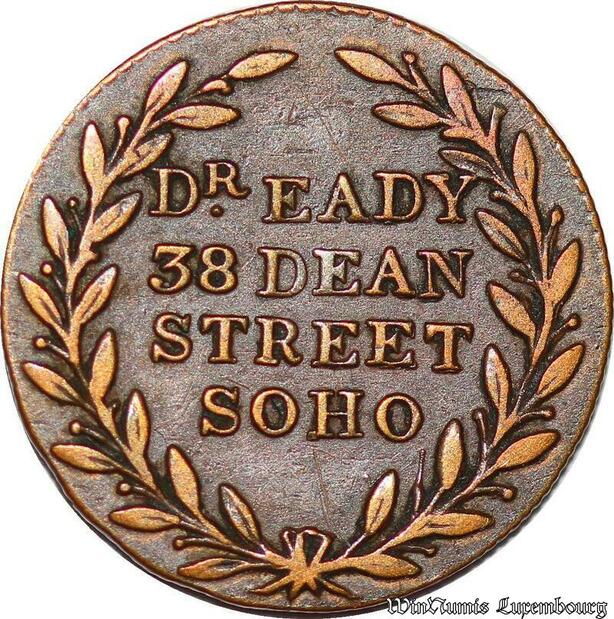 Dᴿ. EADY
38 DEAN
STREET
SOHO
WinNumis Luxembourg